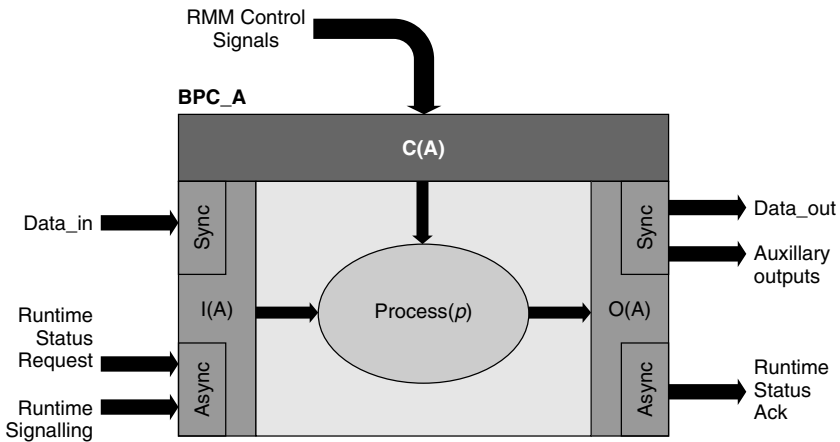 RMM Control
Signals
BPC_A
C(A)
Data_in
Sync
Sync
Data_out
Auxillary
outputs
I(A)
Process(p)
O(A)
Runtime
Status
Request
Async
Async
Runtime
Status
Ack
Runtime
Signalling